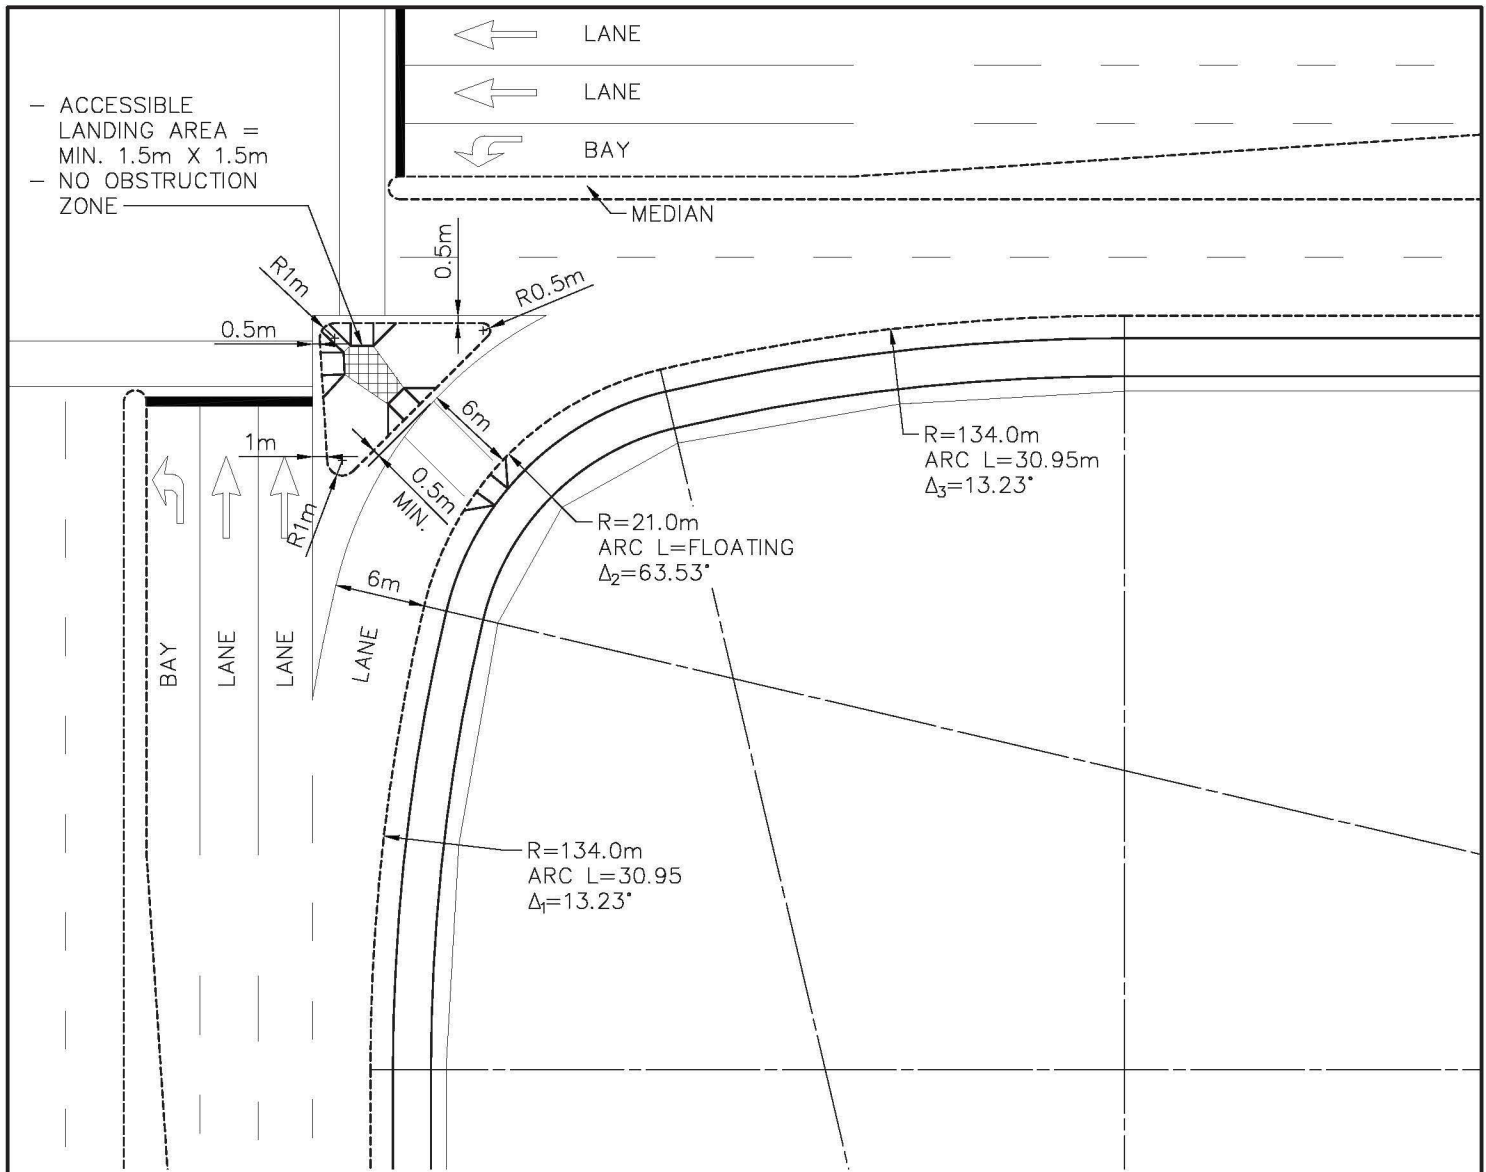 LANE
LANE
BAY
MEDIAN
- ACCESSIBLE
LANDING AREA =
MIN. 1.5m X 1.5m
- NO OBSTRUCTION
ZONE
0.5m
R1m
R0.5m
0.5m
1m
6m
0.5m
MIN.
R1m
6m
R=134.0m
ARC L=30.95m
Δ₃=13.23°
R=21.0m
ARC L=FLOATING
Δ₂=63.53°
BAY
LANE
LANE
LANE
R=134.0m
ARC L=30.95
Δ₁=13.23°